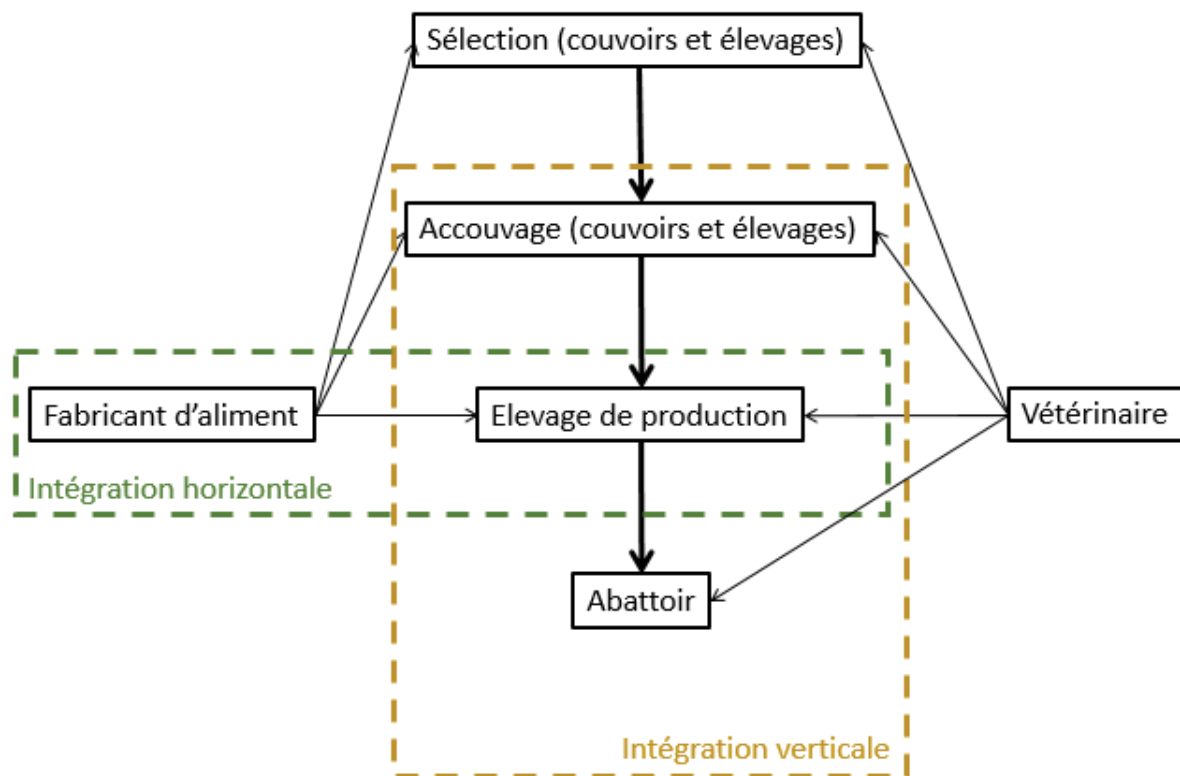 Sélection (couvoirs et élevages)
Accouvage (couvoirs et élevages)
Fabricant d’aliment
Elevage de production
Vétérinaire
Intégration horizontale
Abattoir
Intégration verticale